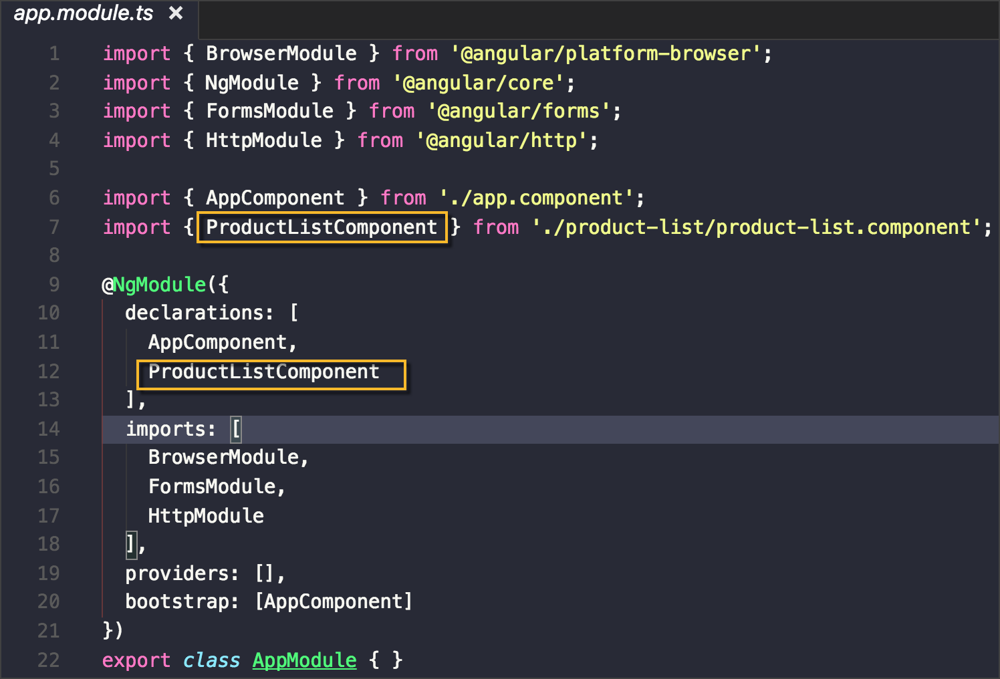 app.module.ts ×
1 import { BrowserModule } from '@angular/platform-browser';
2 import { NgModule } from '@angular/core';
3 import { FormsModule } from '@angular/forms';
4 import { HttpModule } from '@angular/http';
5
6 import { AppComponent } from './app.component';
7 import { ProductListComponent } from './product-list/product-list.component';
8
9 @NgModule({
10   declarations: [
11     AppComponent,
12     ProductListComponent
13   ],
14   imports: [
15     BrowserModule,
16     FormsModule,
17     HttpModule
18   ],
19   providers: [],
20   bootstrap: [AppComponent]
21 })
22 export class AppModule { }